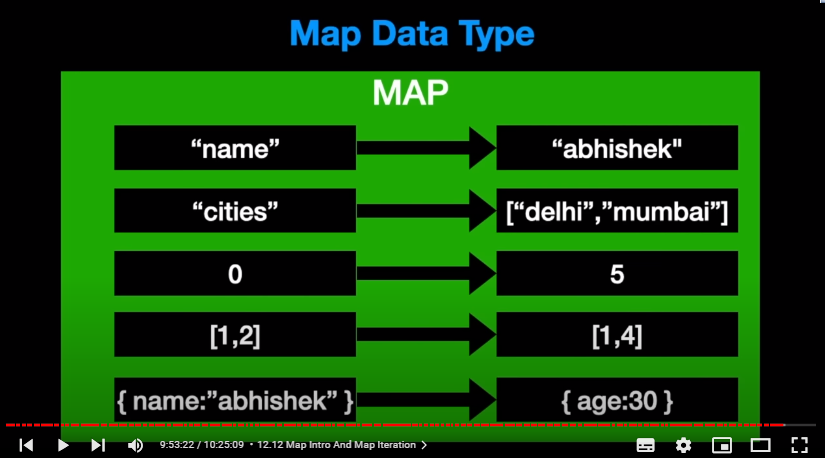 Map Data Type
MAP
“name” “abhishek"
“cities” [“delhi”,”mumbai”]
0 5
[1,2] [1,4]
{ name:”abhishek” } { age:30 }
9:53:22 / 10:25:09 • 12.12 Map Intro And Map Iteration